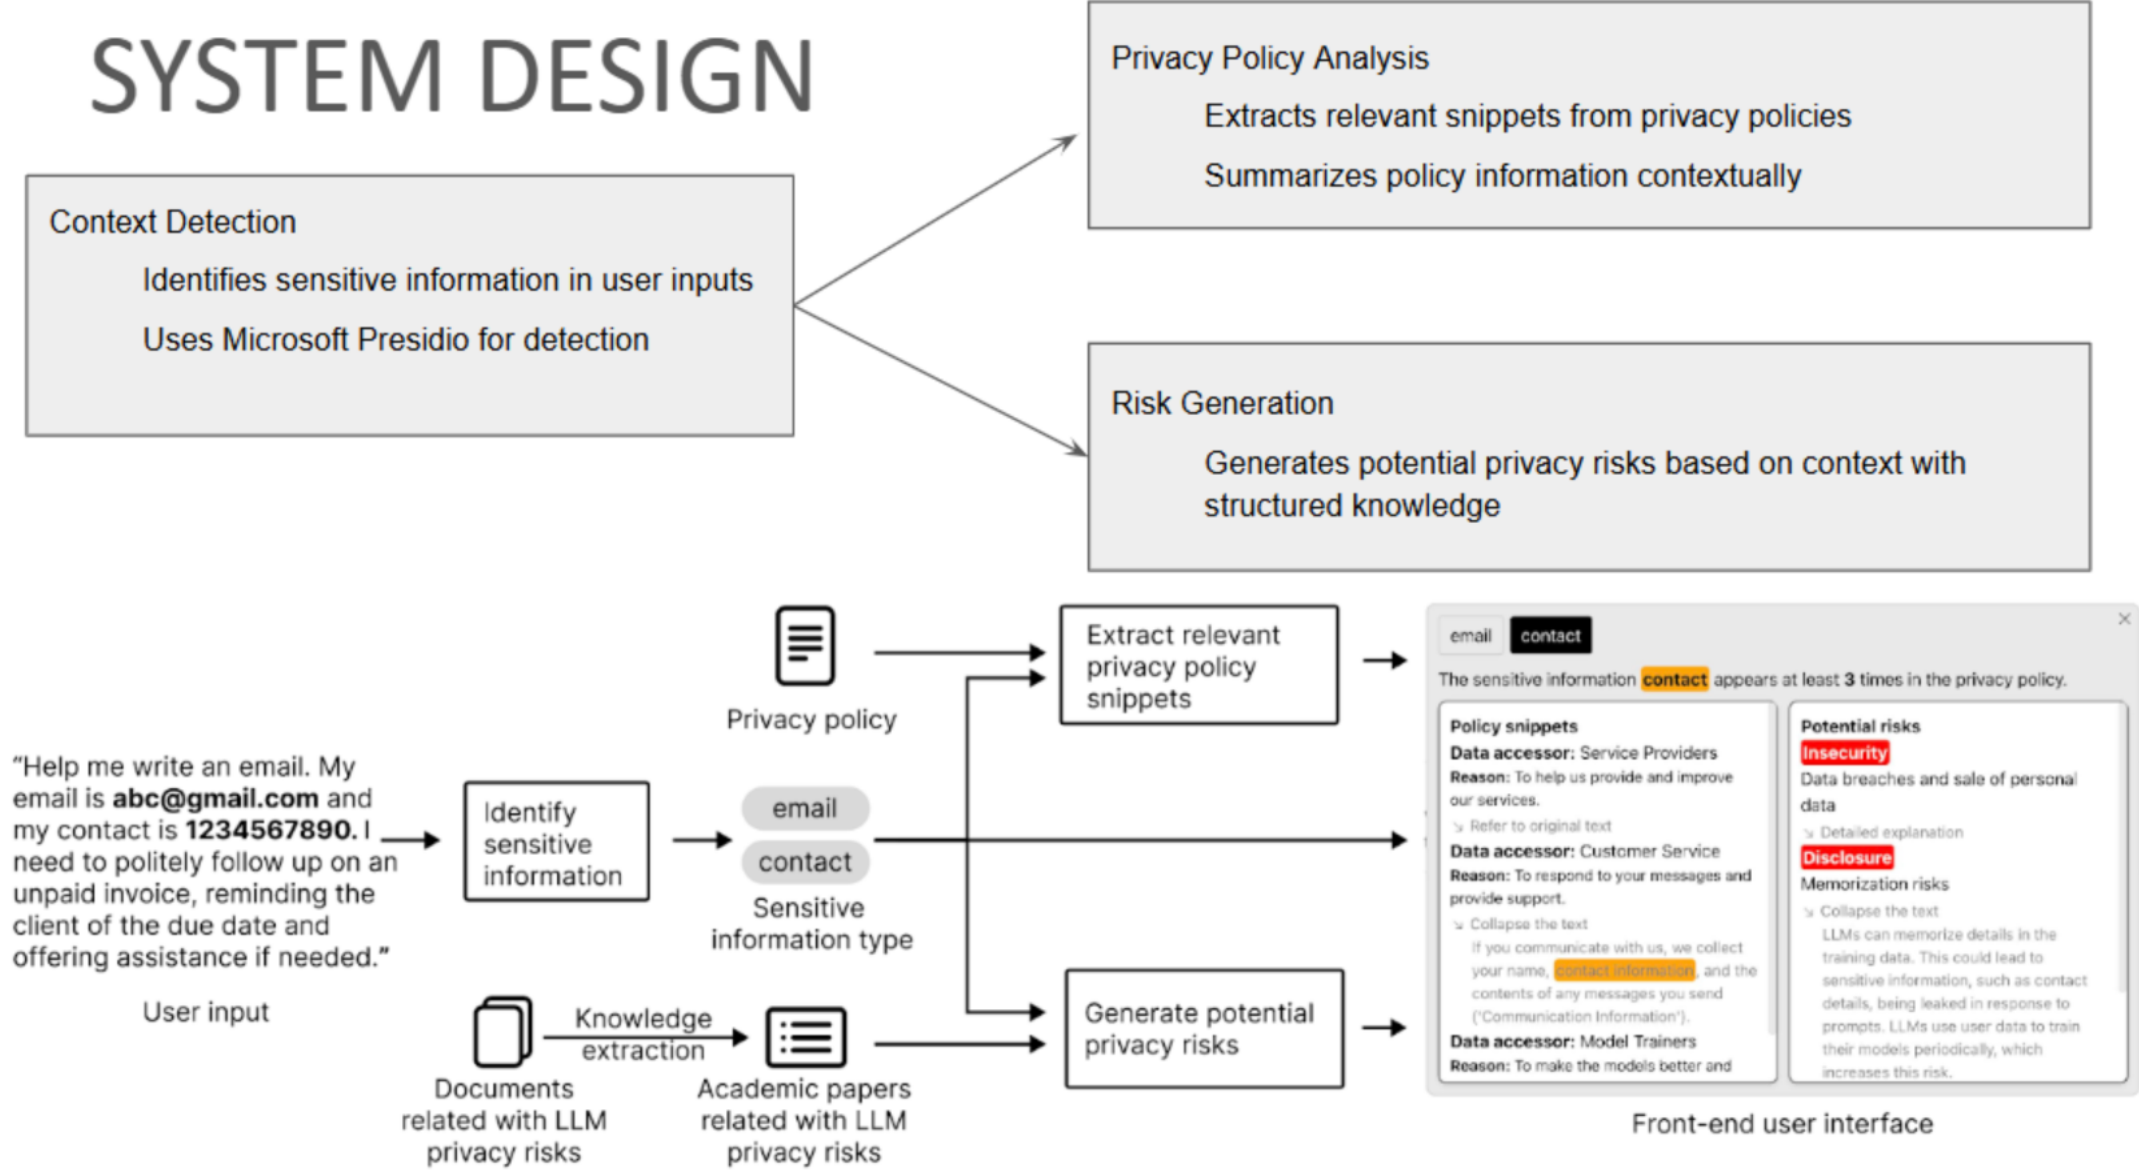 SYSTEM DESIGN
Context Detection
Identifies sensitive information in user inputs
Uses Microsoft Presidio for detection
Privacy Policy Analysis
Extracts relevant snippets from privacy policies
Summarizes policy information contextually
Risk Generation
Generates potential privacy risks based on context with
structured knowledge
"Help me write an email. My
email is abc@gmail.com and
my contact is 1234567890. I
need to politely follow up on an
unpaid invoice, reminding the
client of the due date and
offering assistance if needed."
User input
Identify
sensitive
information
Privacy policy
email
contact
Sensitive
information type
Documents
related with LLM
privacy risks
Knowledge
extraction
Academic papers
related with LLM
privacy risks
Extract relevant
privacy policy
snippets
Generate potential
privacy risks
email
contact
The sensitive information contact appears at least 3 times in the privacy policy.
Policy snippets
Data accessor: Service Providers
Reason: To help us provide and improve
our services.
Refer to original text
Data accessor: Customer Service
Reason: To respond to your messages and
provide support.
Collapse the text
If you communicate with us, we collect
your name, contact information, and the
contents of any messages you send
('Communication Information').
Data accessor: Model Trainers
Reason: To make the models better and
Potential risks
Insecurity
Data breaches and sale of personal
data
Detailed explanation
Disclosure
Memorization risks
Collapse the text
LLMs can memorize details in the
training data. This could lead to
sensitive information, such as contact
details, being leaked in response to
prompts. LLMs use user data to train
their models periodically, which
increases this risk.
Front-end user interface